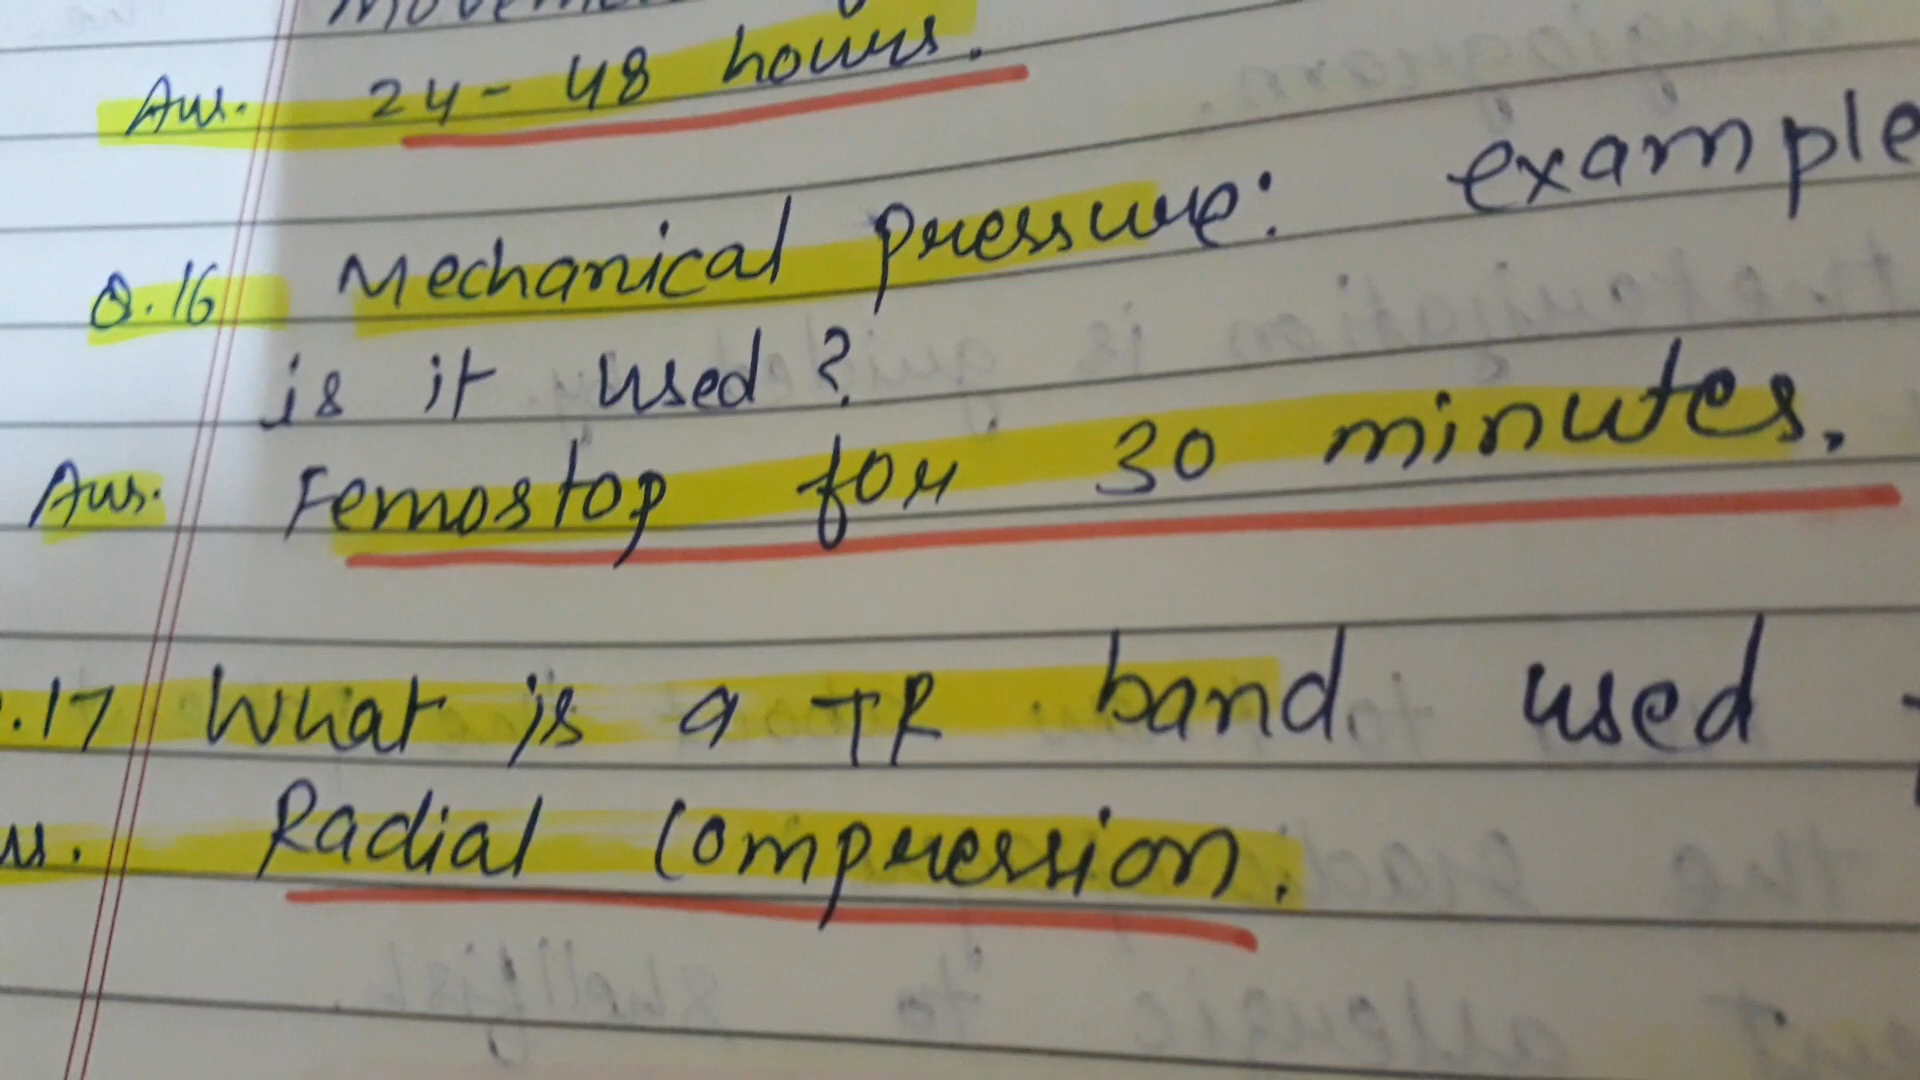 Ans. 24-48 hours.
Q.16 Mechanical pressure: example
is it used?
Ans. Femostop for 30 minutes.
.17 What is a TR band used
Radial Compression.